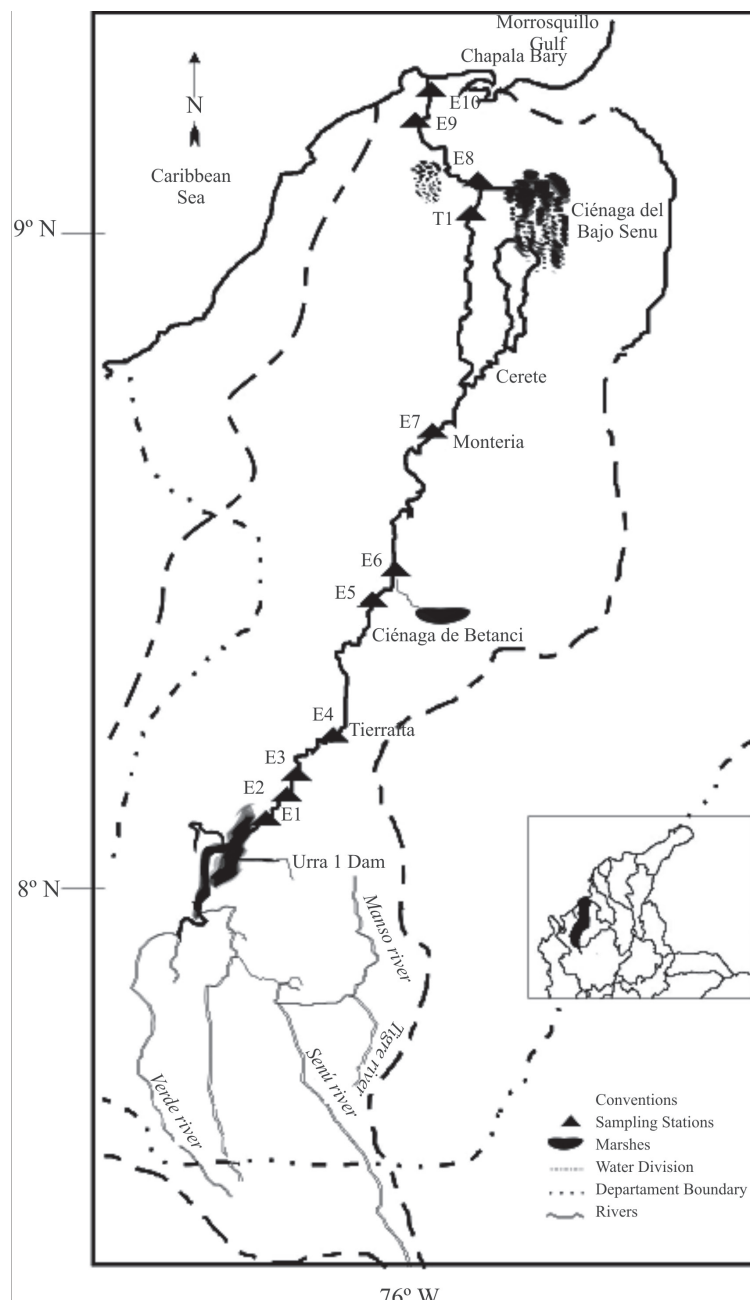 Morrosquillo
Gulf
Chapala Bary
N
E10
E9
Caribbean
Sea
E8
Ciénaga del
Bajo Senu
T1
9º N
Cerete
E7
Monteria
E6
E5
Ciénaga de Betanci
E4
Tierralta
E3
E2
E1
Urra 1 Dam
8º N
Manso river
Tigre river
Senú river
Verde river
Conventions
Sampling Stations
Marshes
Water Division
Departament Boundary
Rivers
76º W